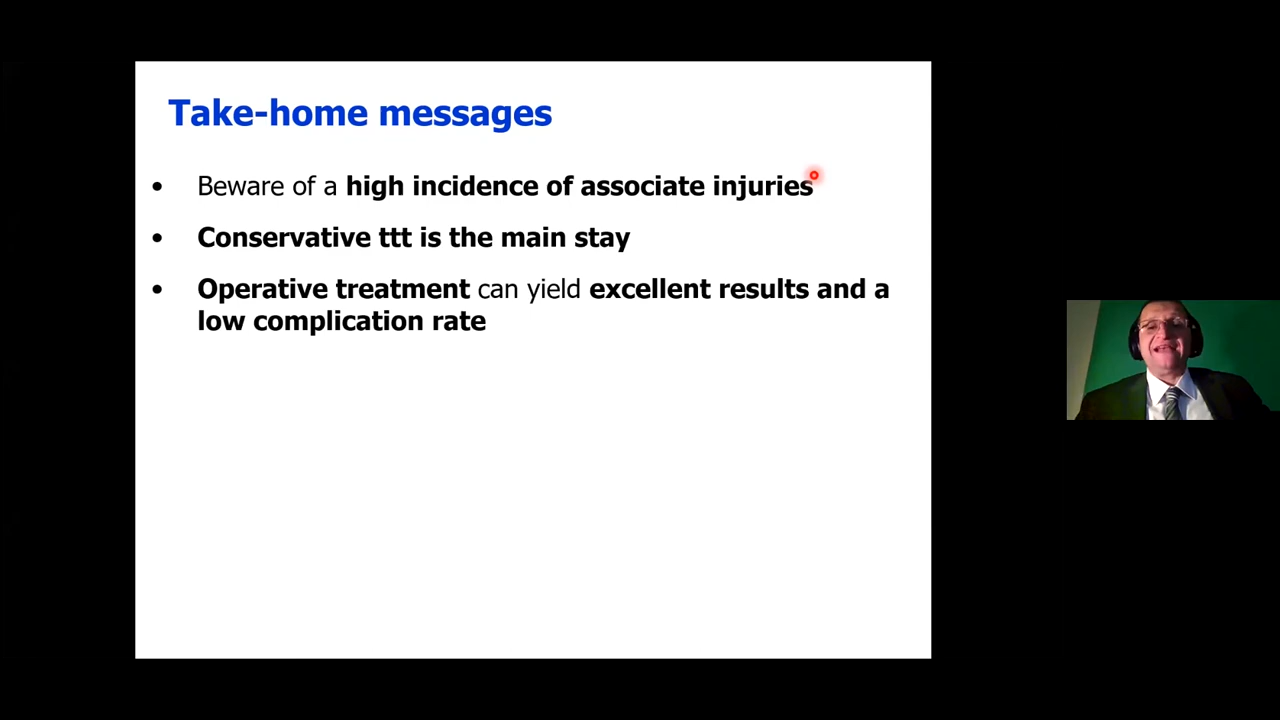 Take-home messages
• Beware of a high incidence of associate injuries
• Conservative ttt is the main stay
• Operative treatment can yield excellent results and a
low complication rate